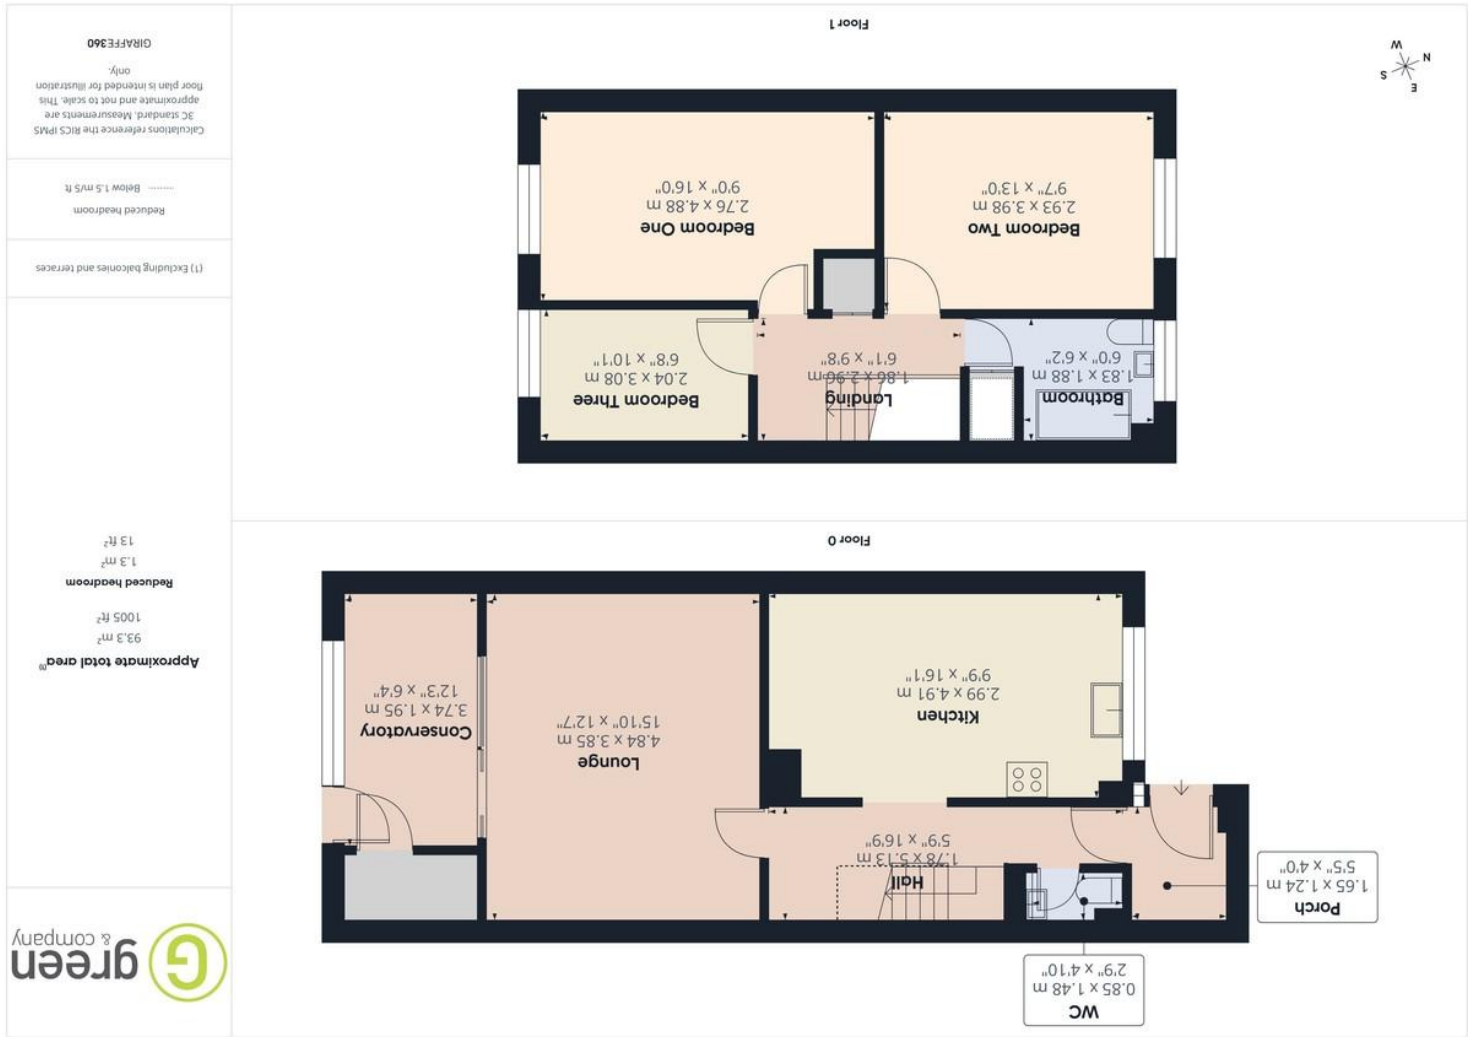 WC
0.85 x 1.48 m
2'9" x 4'10"
Porch
1.65 x 1.24 m
5'5" x 4'0"
Hall
1.78 x 5.13 m
5'9" x 16'9"
Kitchen
2.99 x 4.91 m
9'9" x 16'1"
Lounge
4.84 x 3.85 m
15'10" x 12'7"
Conservatory
3.74 x 1.95 m
12'3" x 6'4"
Floor 0
Bathroom
1.83 x 1.88 m
6'0" x 6'2"
Landing
1.86 x 2.96 m
6'1" x 9'8"
Bedroom Three
2.04 x 3.08 m
6'8" x 10'1"
Bedroom Two
2.93 x 3.98 m
9'7" x 13'0"
Bedroom One
2.76 x 4.88 m
9'0" x 16'0"
E
N
S
W
Floor 1
G green
& company
Approximate total area(1)
93.3 m²
1005 ft²
Reduced headroom
1.3 m²
13 ft²
(1) Excluding balconies and terraces
Reduced headroom
Below 1.5 m/5 ft
Calculations reference the RICS IPMS
3C standard. Measurements are
approximate and not to scale. This
floor plan is intended for illustration
only.
GIRAFFE360